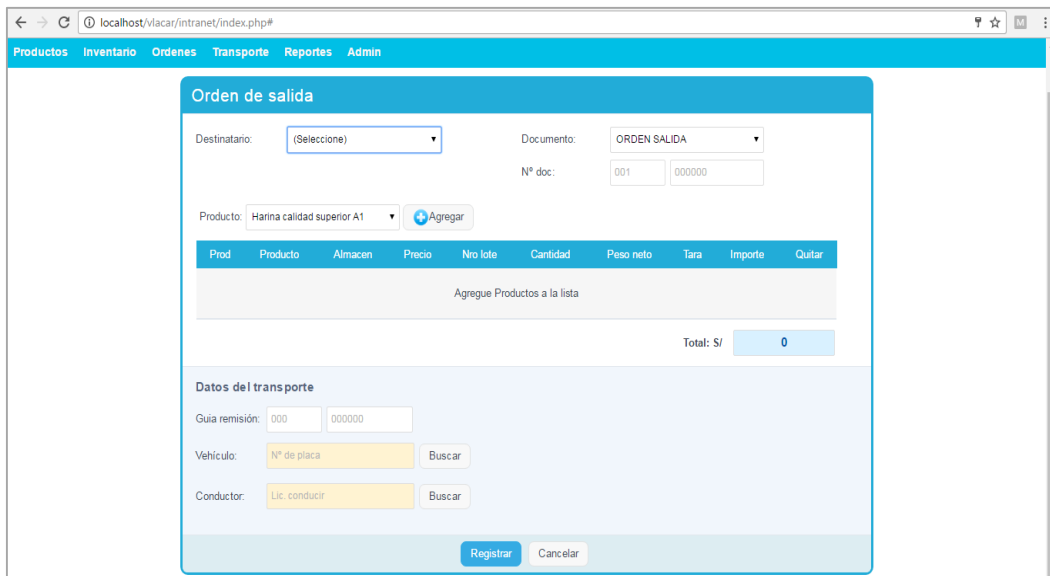 localhost/vlacar/intranet/index.php#
M
Productos Inventario Ordenes Transporte Reportes Admin
Orden de salida
Destinatario: (Seleccione) Documento: ORDEN SALIDA
Nº doc: 001 000000
Producto: Harina calidad superior A1 Agregar
Prod Producto Almacen Precio Nro lote Cantidad Peso neto Tara Importe Quitar
Agregue Productos a la lista
Total: S/ 0
Datos del transporte
Guia remisión: 000 000000
Vehículo: Nº de placa Buscar
Conductor: Lic. conducir Buscar
Registrar Cancelar